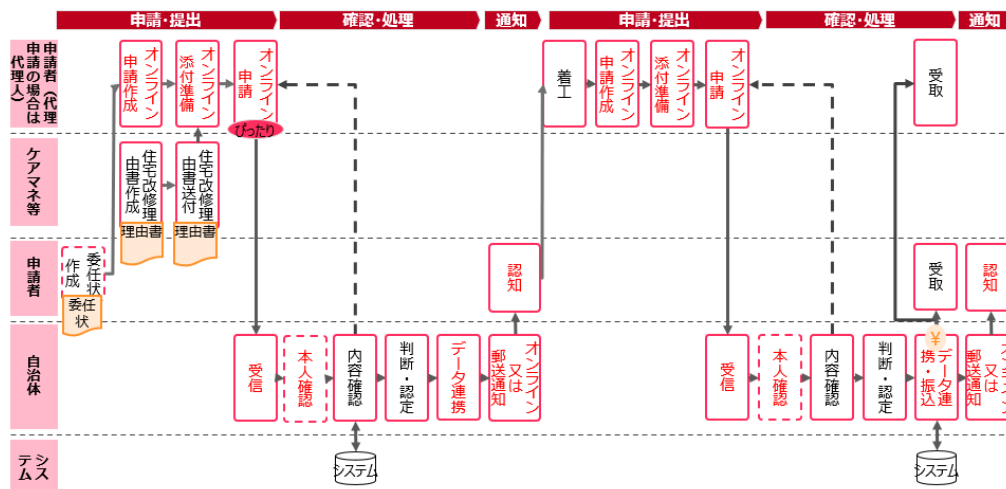 申請・提出
確認・処理
通知
申請・提出
確認・処理
通知
申請者（代理
申請の場合は
代理人）
オンライン
申請作成
オンライン
添付準備
オンライン
申請
ぴったり
着工
オンライン
申請作成
オンライン
添付準備
オンライン
申請
受取
ケアマネ等
住宅改修理
由書作成
理由書
住宅改修理
由書送付
理由書
申請者
委任状
作成
委任
状
認知
受取
認知
自治体
受信
本人確認
内容確認
判断・認定
データ連携
オンライン
又は
郵送通知
受信
本人確認
内容確認
判断・認定
¥
データ連
携・振込
オンライン
又は
郵送通知
シス
テム
システム
システム